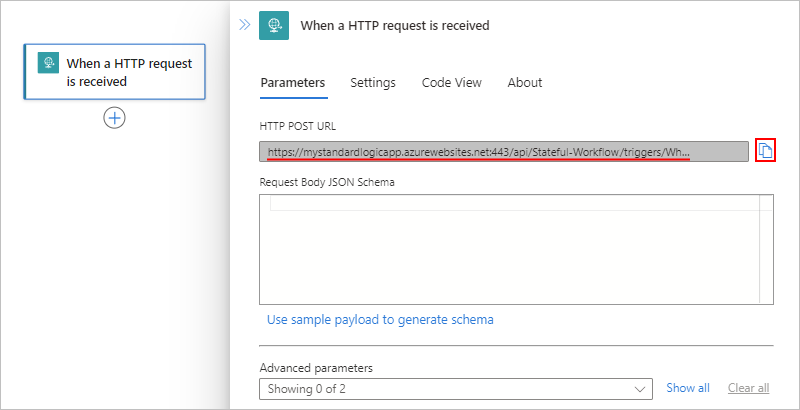 When a HTTP request
is received
When a HTTP request is received
Parameters Settings Code View About
HTTP POST URL
https://mystandardlogicapp.azurewebsites.net:443/api/Stateful-Workflow/triggers/Wh...
Request Body JSON Schema
Use sample payload to generate schema
Advanced parameters
Showing 0 of 2 Show all Clear all